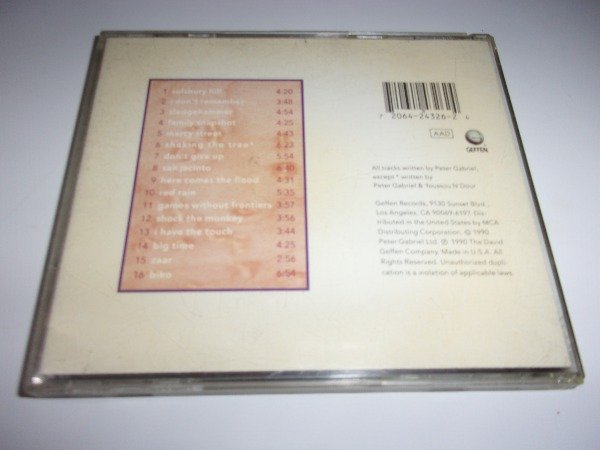 1 solsbury hill 4:20
2 i don't remember 3:48
3 sledgehammer 4:54
4 family snapshot 4:25
5 mercy street 4:43
6 shaking the tree* 6:23
7 don't give up 5:54
8 san jacinto 6:40
9 here comes the flood 4:31
10 red rain 5:35
11 games without frontiers 3:57
12 shock the monkey 3:56
13 i have the touch 3:44
14 big time 4:25
15 zaar 2:56
16 biko 6:54
7 20642-24326-2
AAD
GEFFEN
All tracks written by Peter Gabriel,
except * written by
Peter Gabriel & Youssou N'Dour
Geffen Records, 9130 Sunset Blvd.,
Los Angeles, CA 90069-6197. Dis-
tributed in the United States by MCA
Distributing Corporation. © 1990
Peter Gabriel Ltd. ℗ 1990 The David
Geffen Company. Made in U.S.A. All
Rights Reserved. Unauthorized dupli-
cation is a violation of applicable laws.